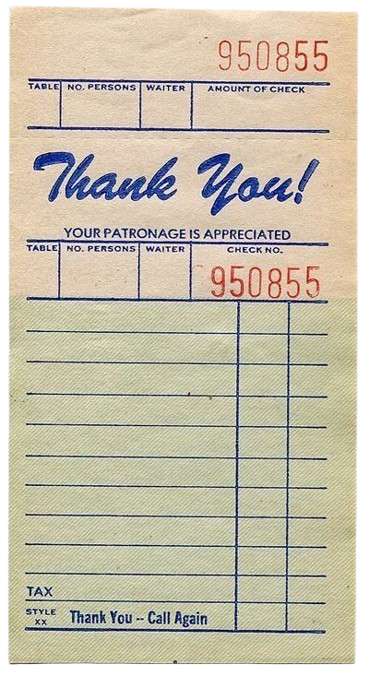 950855
TABLE NO. PERSONS WAITER AMOUNT OF CHECK
Thank You!
YOUR PATRONAGE IS APPRECIATED
TABLE NO. PERSONS WAITER CHECK NO.
950855
TAX
STYLE
XX
Thank You -- Call Again